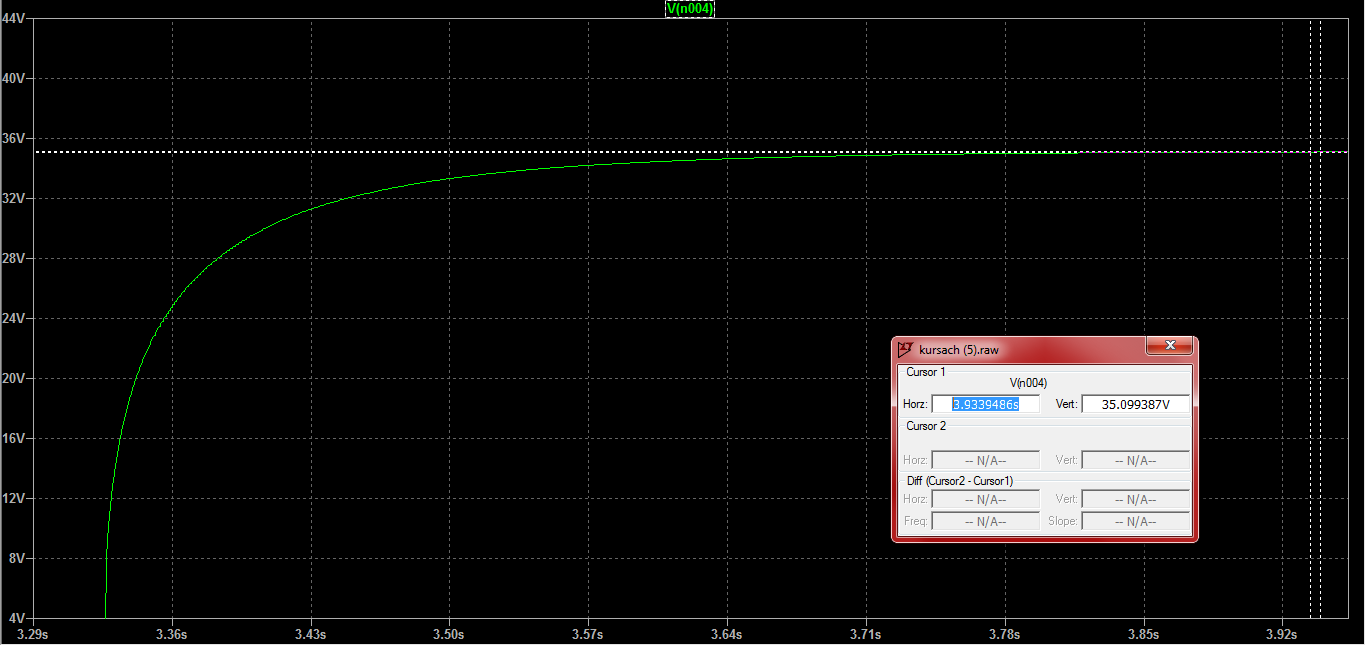 V(n004)
44V
40V
36V
32V
28V
24V
20V
16V
12V
8V
4V
3.29s 3.36s 3.43s 3.50s 3.57s 3.64s 3.71s 3.78s 3.85s 3.92s
kursach (5).raw
Cursor 1
V(n004)
Horz: 3.9339486s Vert: 35.099387V
Cursor 2
Horz: -- N/A-- Vert: -- N/A--
Diff (Cursor2 - Cursor1)
Horz: -- N/A-- Vert: -- N/A--
Freq: -- N/A-- Slope: -- N/A--